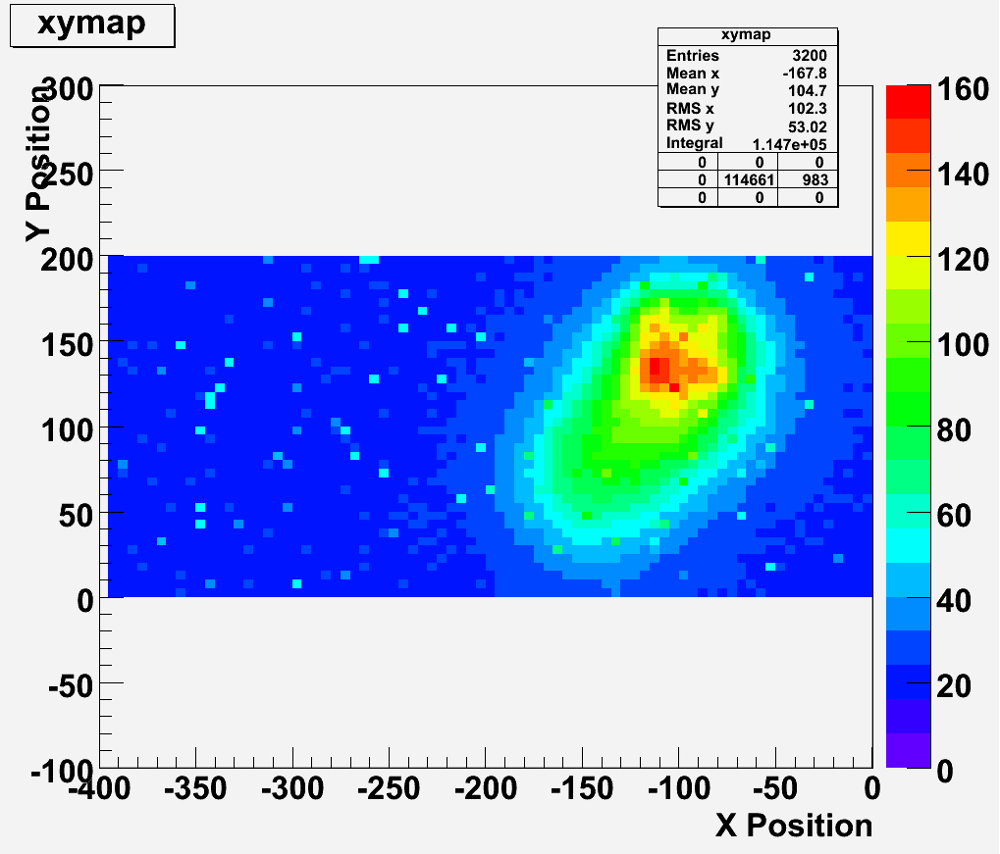 xymap
xymap
Entries 3200
Mean x -167.8
Mean y 104.7
RMS x 102.3
RMS y 53.02
Integral 1.147e+05
0 0 0
0 114661 983
0 0 0
Y Position
300
250
200
150
100
50
0
-50
-100
-400 -350 -300 -250 -200 -150 -100 -50 0
X Position
160
140
120
100
80
60
40
20
0